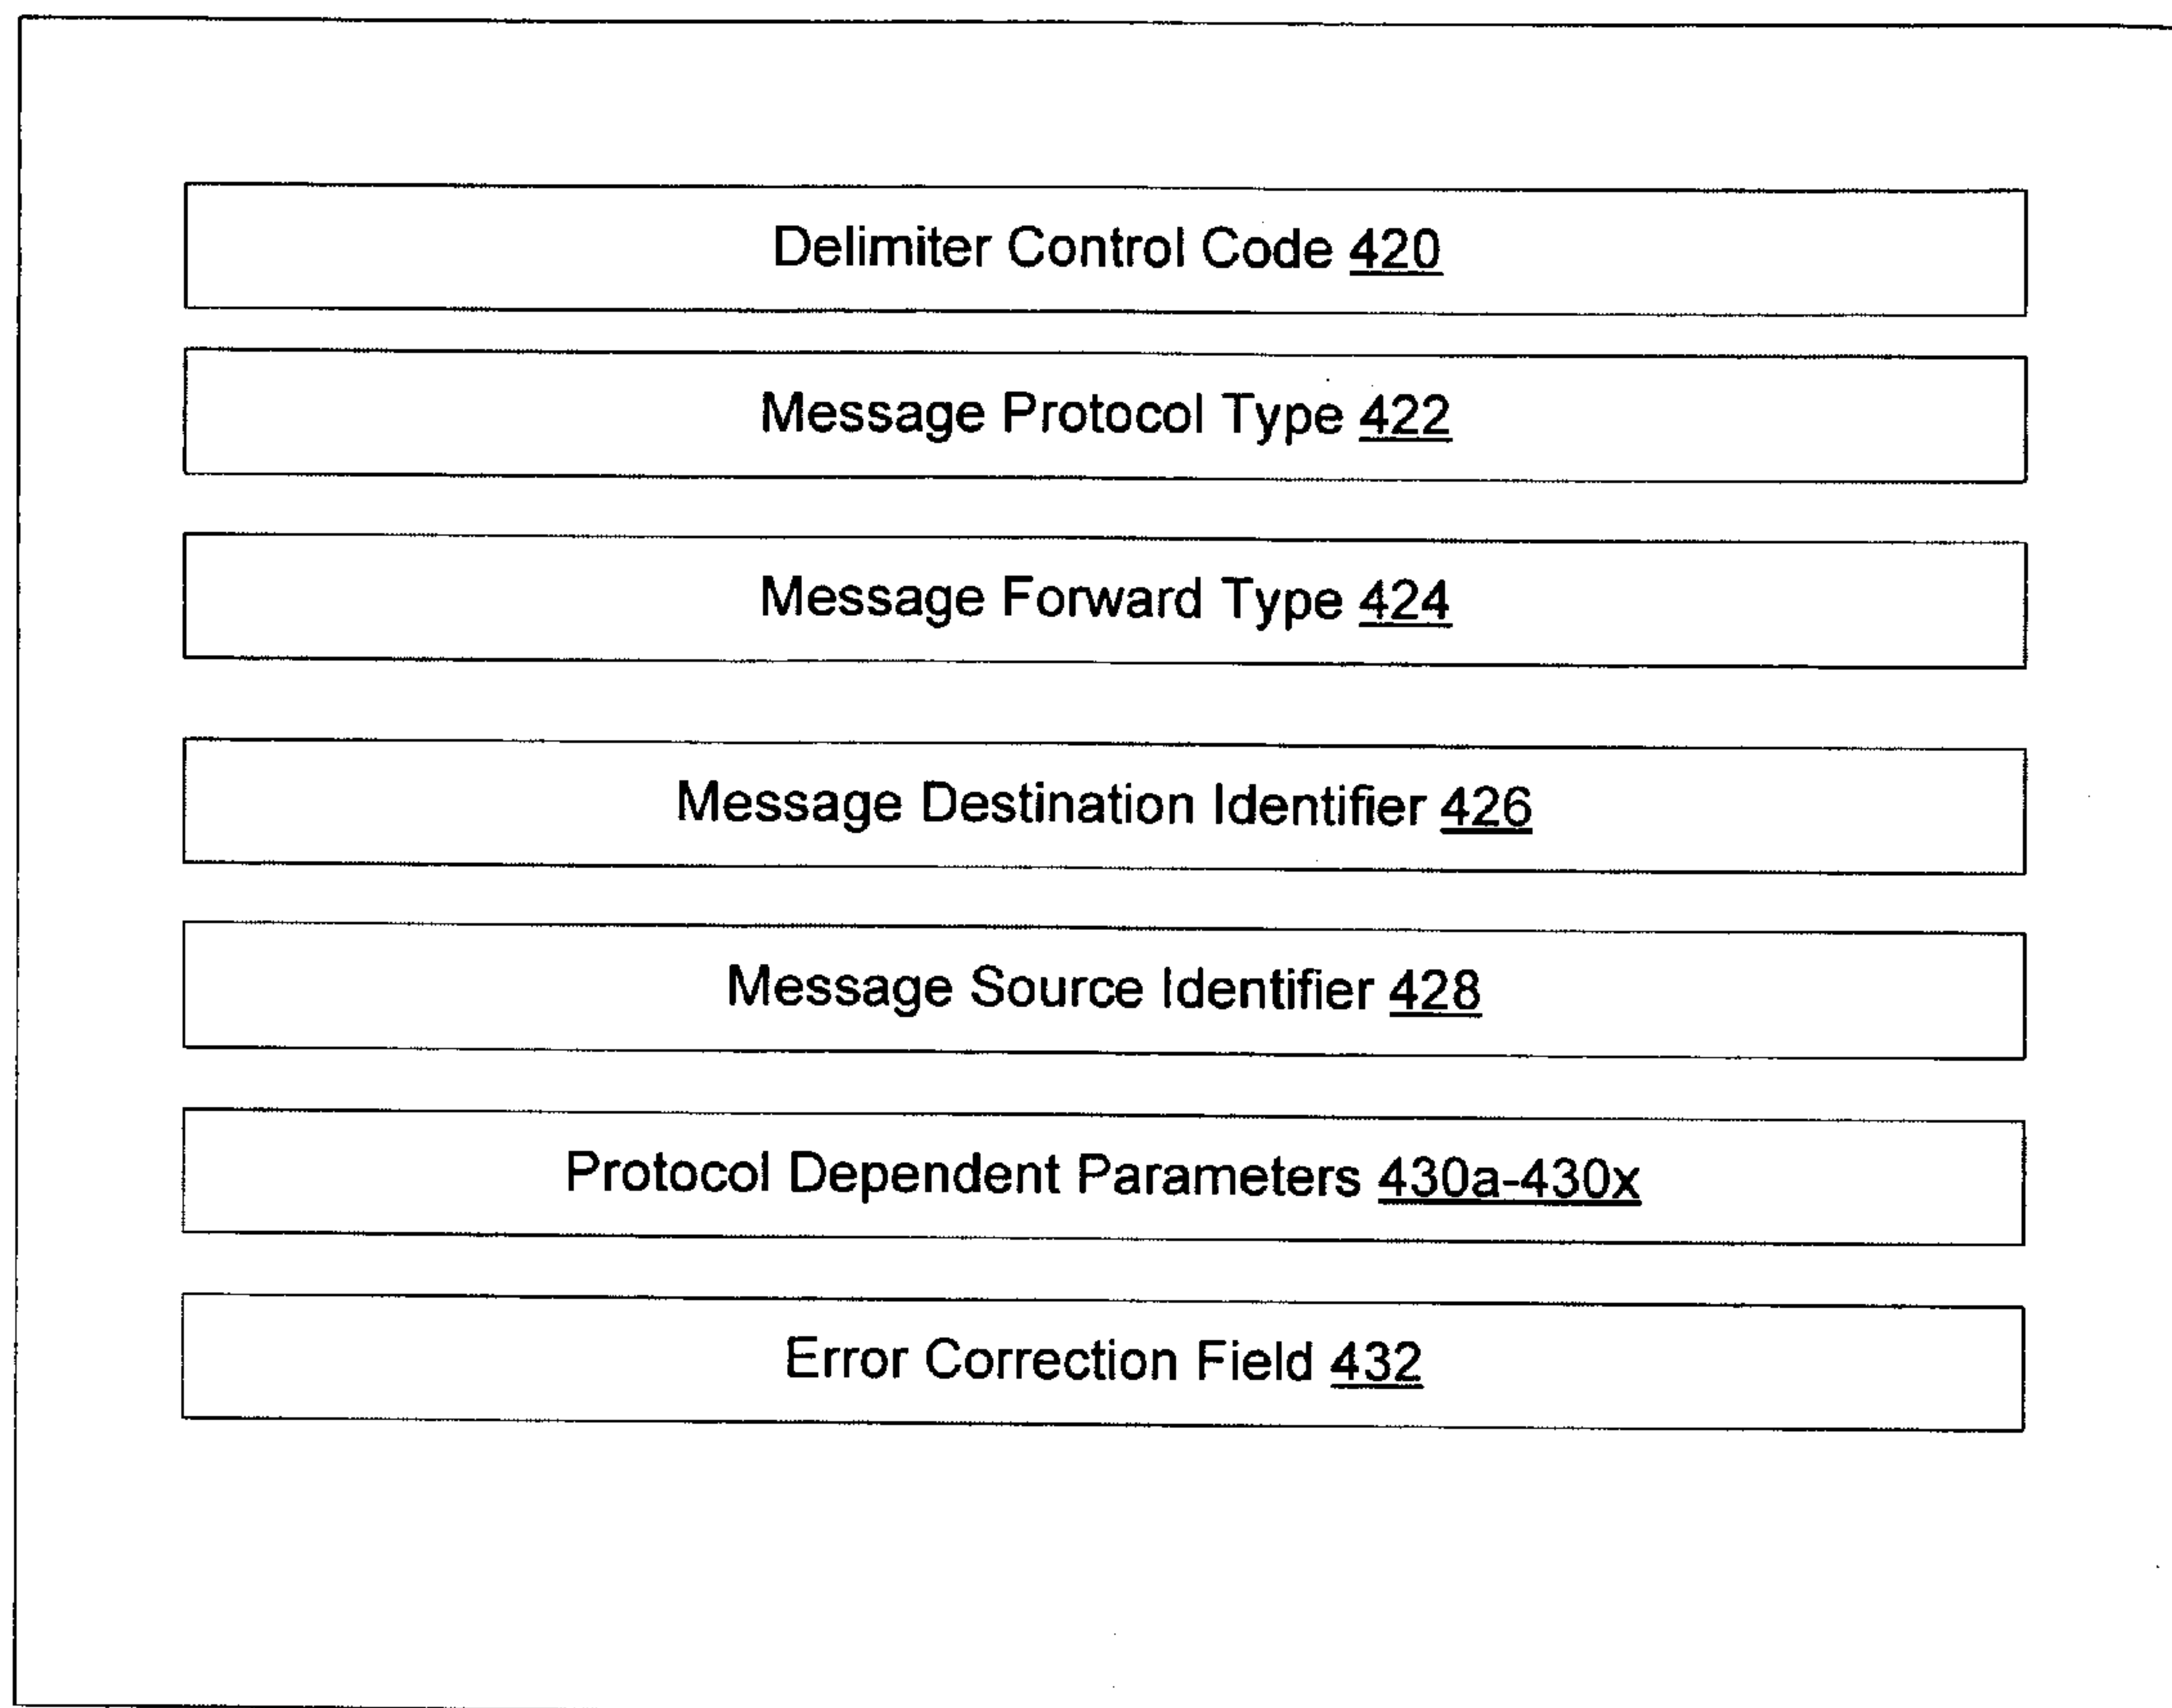 Delimiter Control Code 420
Message Protocol Type 422
Message Forward Type 424
Message Destination Identifier 426
Message Source Identifier 428
Protocol Dependent Parameters 430a-430x
Error Correction Field 432